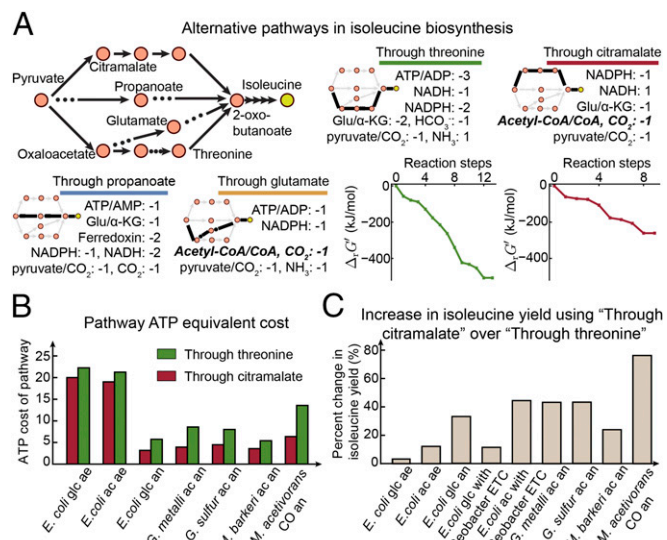 A
Alternative pathways in isoleucine biosynthesis
Citramalate
Pyruvate
Propanoate
Isoleucine
Glutamate
2-oxo-
butanoate
Oxaloacetate
Threonine
Through threonine
ATP/ADP: -3
NADH: -1
NADPH: -2
Glu/α-KG: -2, HCO₃⁻: -1
pyruvate/CO₂: -1, NH₃: 1
Through citramalate
NADPH: -1
NADH: 1
Glu/α-KG: -1
Acetyl-CoA/CoA, CO₂: -1
pyruvate/CO₂: -1
Through propanoate
ATP/AMP: -1
Glu/α-KG: -1
Ferredoxin: -2
NADPH: -1, NADH: -2
pyruvate/CO₂: -1, CO₂: -1
Through glutamate
ATP/ADP: -1
NADPH: -1
Acetyl-CoA/CoA, CO₂: -1
pyruvate/CO₂: -1, NH₃: -1
Reaction steps
0 4 8 12
0
-200
-400
ΔrG' (kJ/mol)
Reaction steps
0 4 8
0
-200
-400
ΔrG' (kJ/mol)
B
Pathway ATP equivalent cost
Through threonine
Through citramalate
ATP cost of pathway
25
20
15
10
5
0
E. coli glc ae
E. coli ac ae
E. coli glc an
G. metalli ac an
G. sulfur ac an
M. barkeri ac an
M. acetivorans
CO an
C
Increase in isoleucine yield using "Through
citramalate" over "Through threonine"
Percent change in
isoleucine yield (%)
80
60
40
20
0
E. coli glc ae
E. coli ac ae
E. coli glc an
E.coli glc with
eobacter ETC
E.coli ac with
eobacter ETC
G. metalli ac an
G. sulfur ac an
M. barkeri ac an
M. acetivorans
CO an